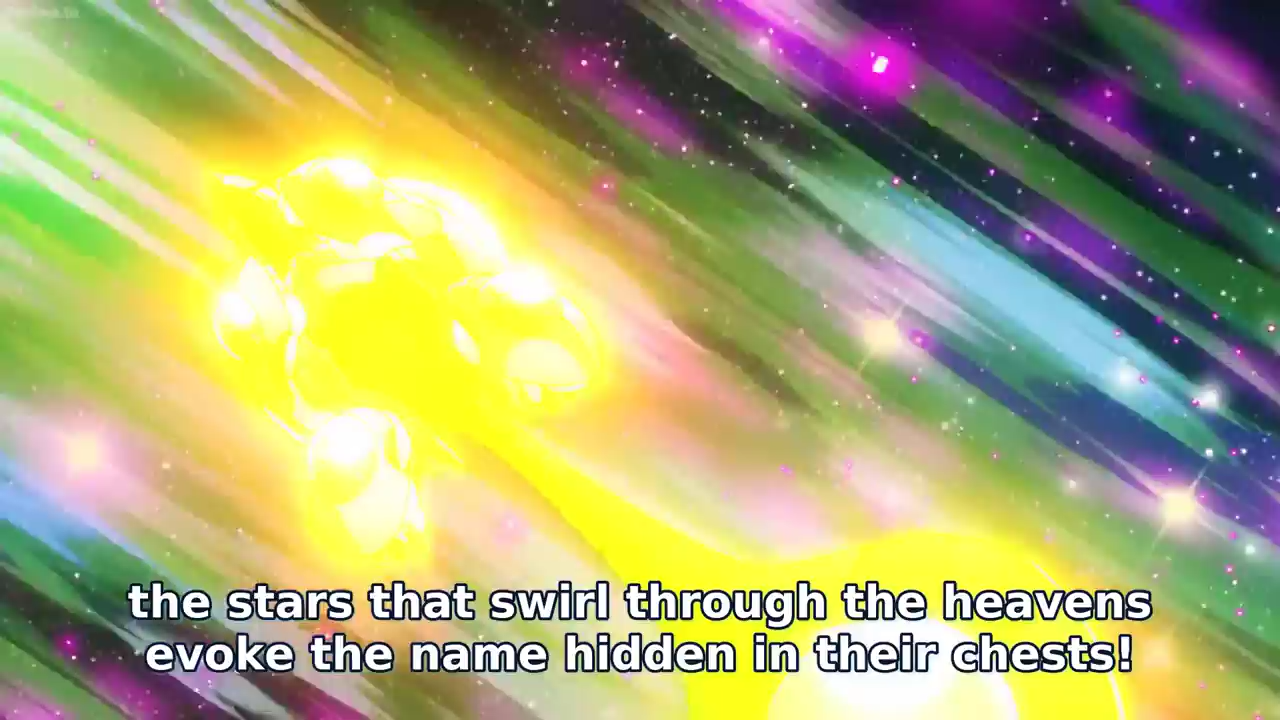 the stars that swirl through the heavens
evoke the name hidden in their chests!